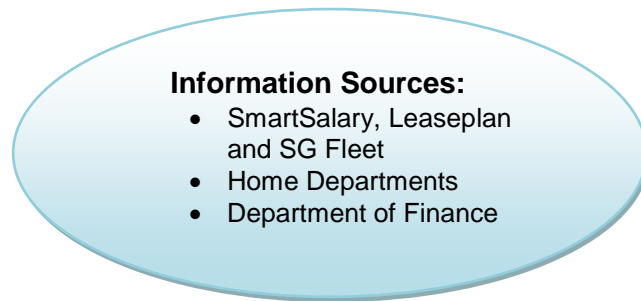 Information Sources:
• SmartSalary, Leaseplan
and SG Fleet
• Home Departments
• Department of Finance